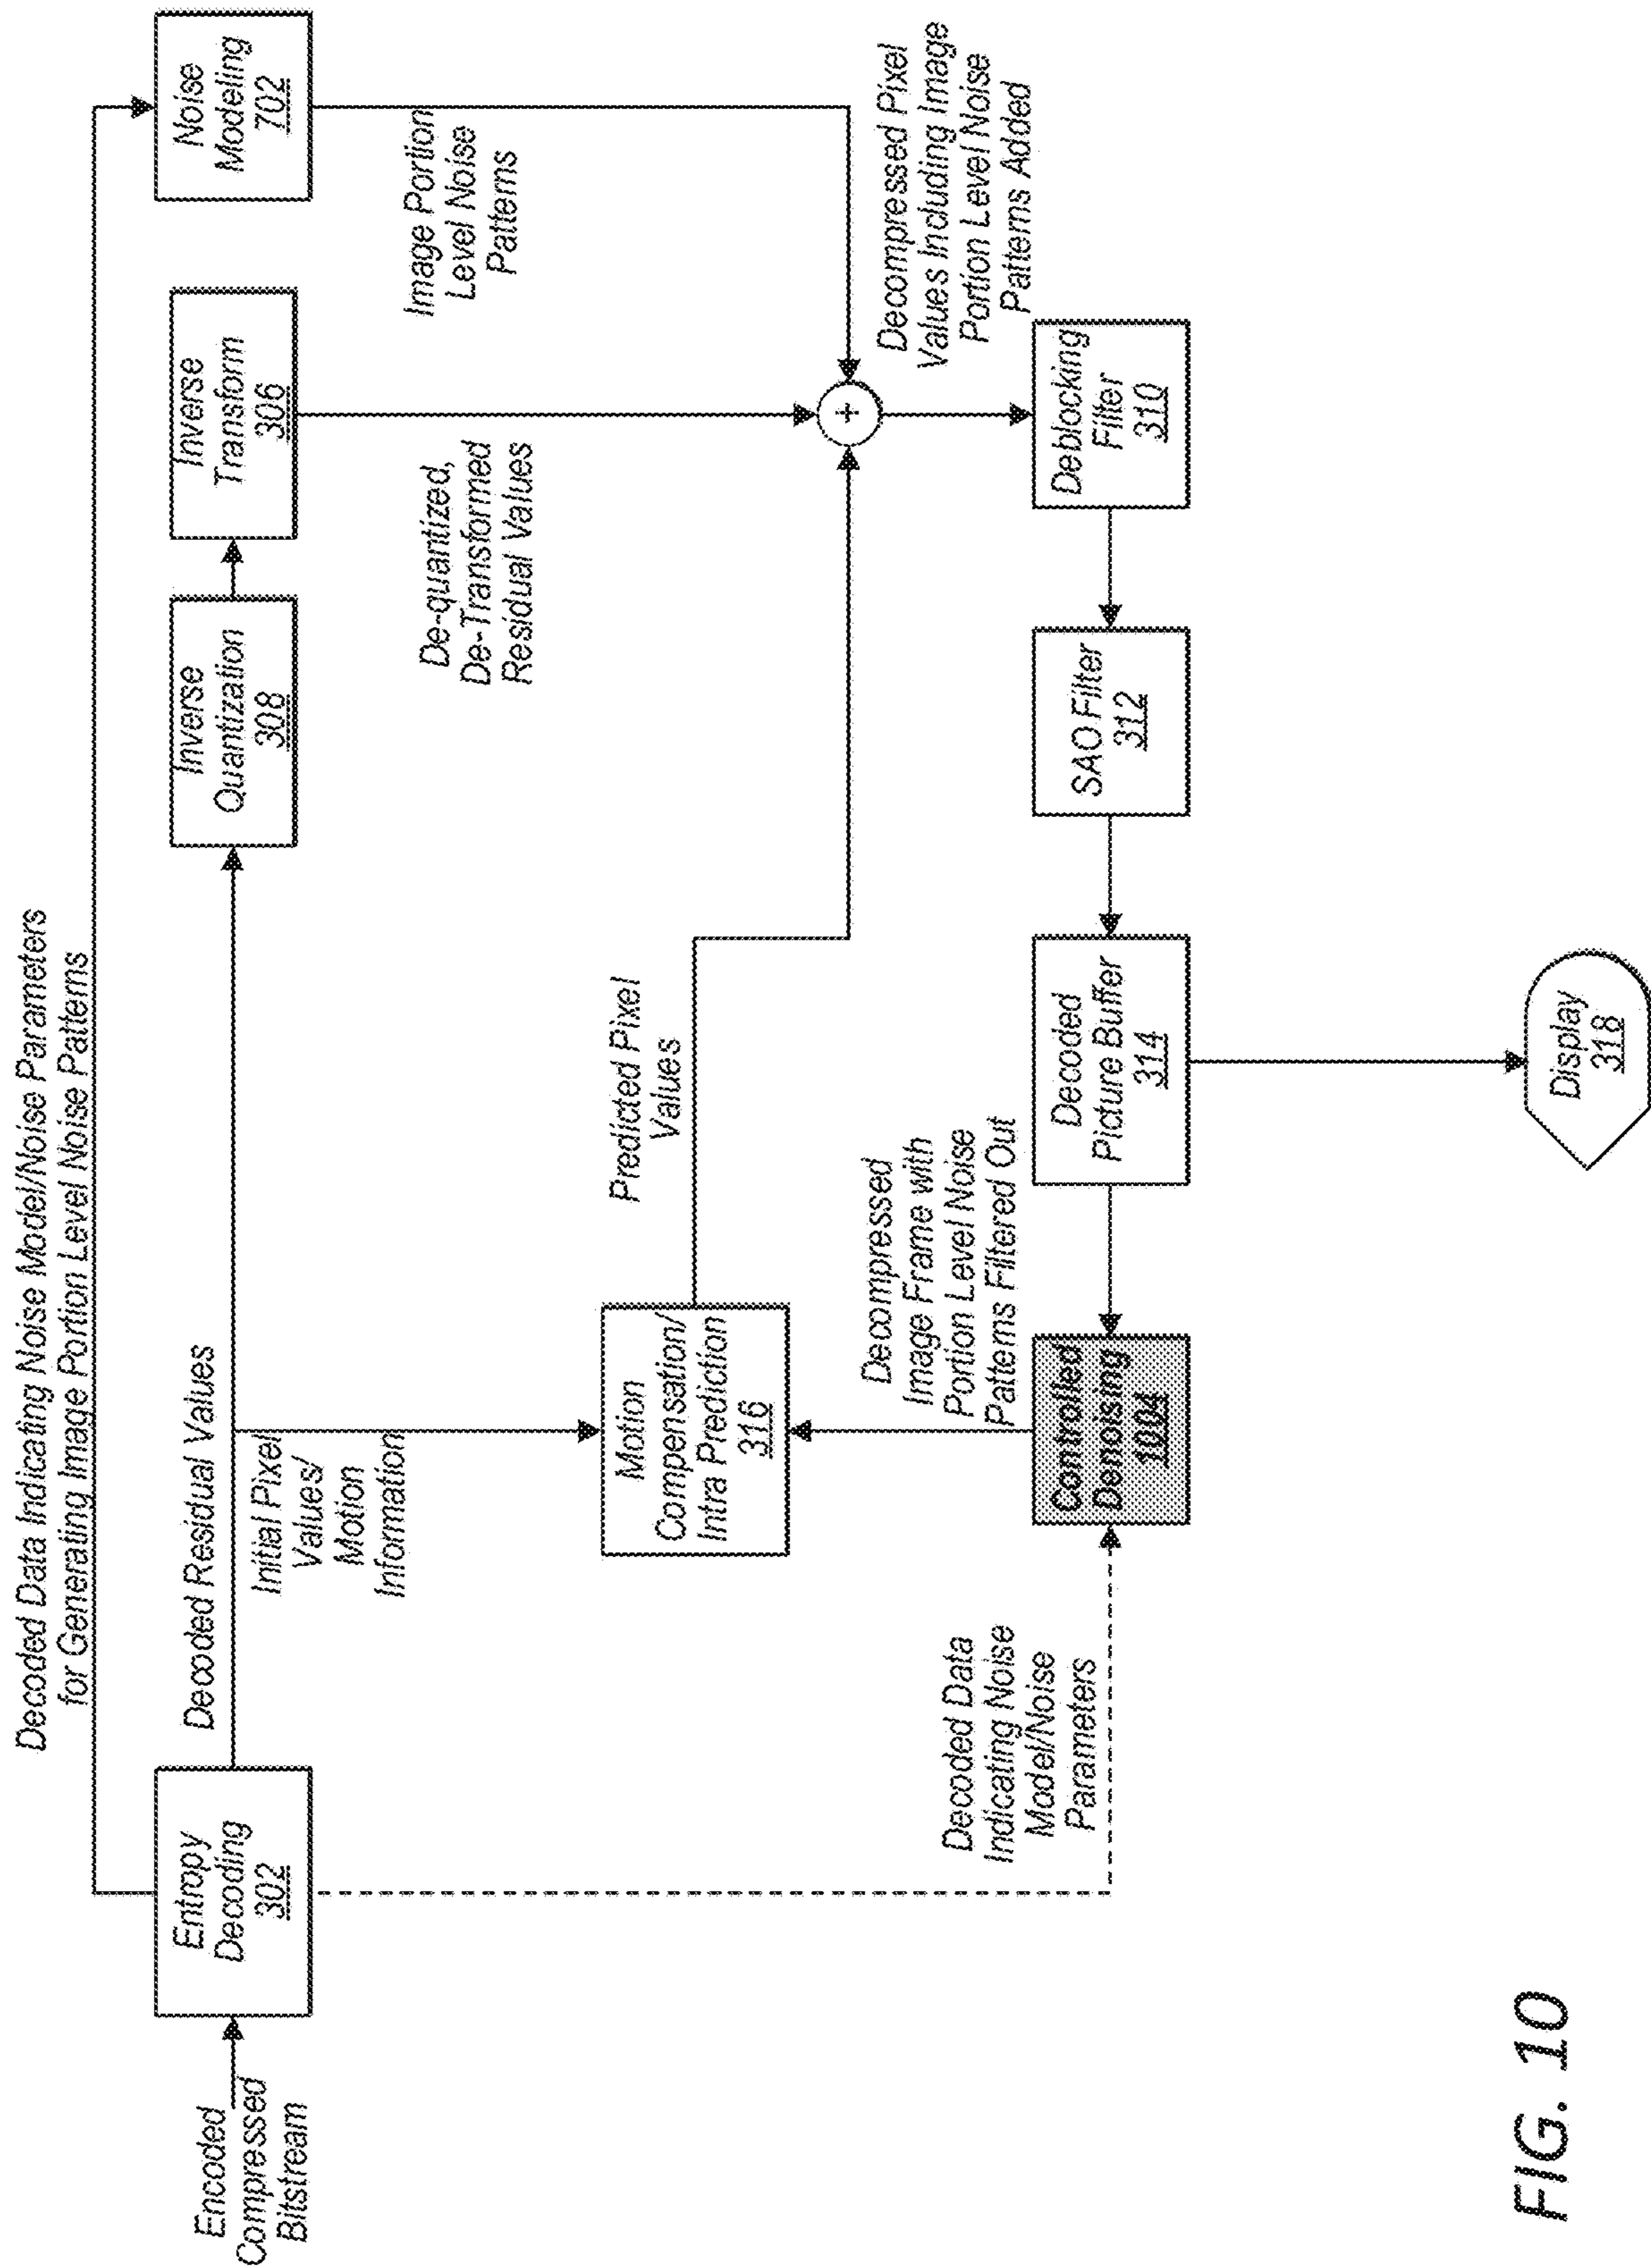 Decoded Data Indicating Noise Model/Noise Parameters
for Generating Image Portion Level Noise Patterns
Encoded
Compressed
Bitstream
Entropy
Decoding
302
Decoded Residual Values
Initial Pixel
Values/
Motion
Information
Inverse
Quantization
308
Inverse
Transform
306
Noise
Modeling
702
De-quantized,
De-Transformed
Residual Values
Image Portion
Level Noise
Patterns
Motion
Compensation/
Intra Prediction
316
Predicted Pixel
Values
+
Decompressed Pixel
Values Including Image
Portion Level Noise
Patterns Added
Decoded Data
Indicating Noise
Model/Noise
Parameters
Decompressed
Image Frame with
Portion Level Noise
Patterns Filtered Out
Controlled
Denoising
1004
Decoded
Picture Buffer
314
SAO Filter
312
Deblocking
Filter
310
Display
318
FIG. 10